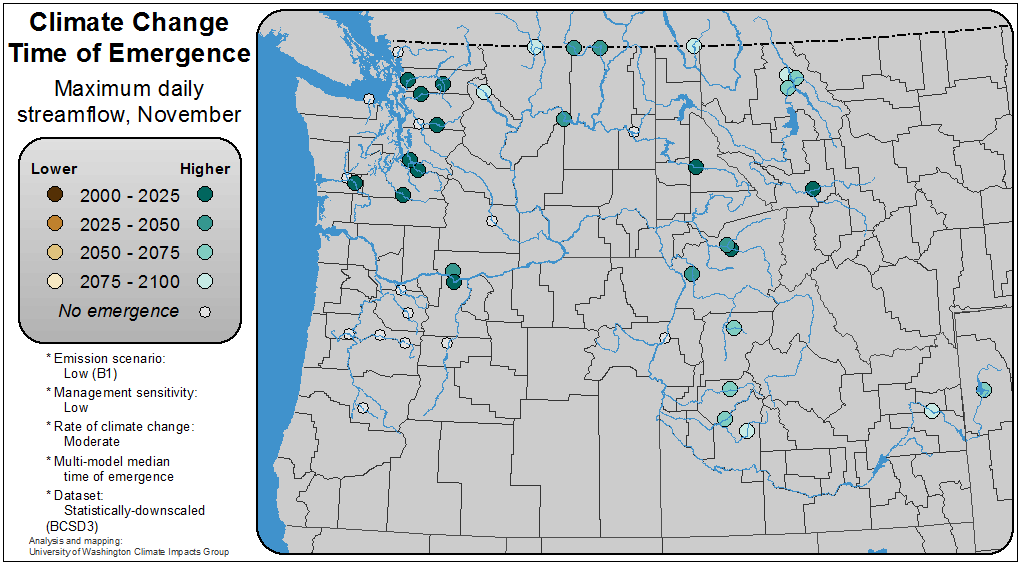 Climate Change
Time of Emergence
Maximum daily
streamflow, November
Lower Higher
2000 - 2025
2025 - 2050
2050 - 2075
2075 - 2100
No emergence
* Emission scenario:
Low (B1)
* Management sensitivity:
Low
* Rate of climate change:
Moderate
* Multi-model median
time of emergence
* Dataset:
Statistically-downscaled
(BCSD3)
Analysis and mapping:
University of Washington Climate Impacts Group